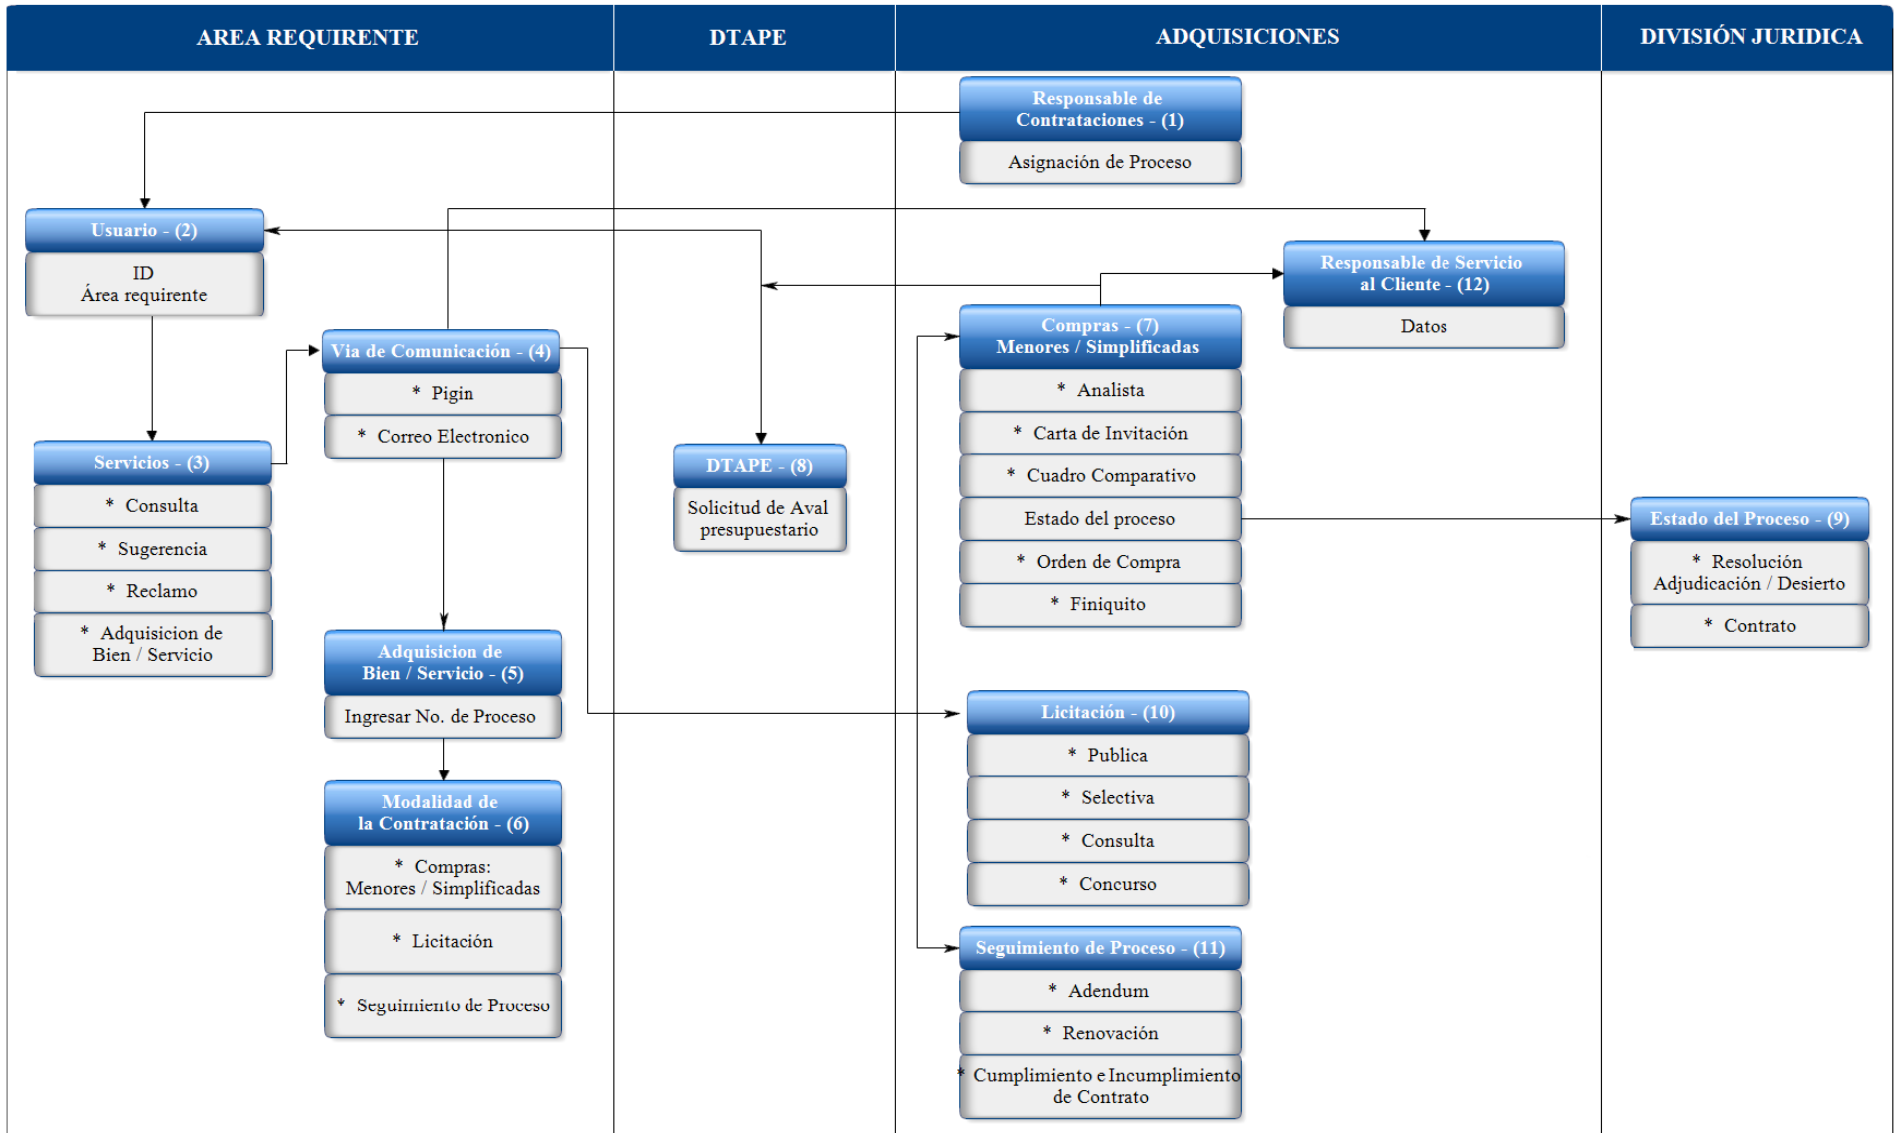 AREA REQUIRENTE
DTAPE
ADQUISICIONES
DIVISIÓN JURIDICA
Responsable de
Contrataciones - (1)
Asignación de Proceso
Usuario - (2)
ID
Área requirente
Servicios - (3)
* Consulta
* Sugerencia
* Reclamo
* Adquisicion de
Bien / Servicio
Via de Comunicación - (4)
* Pigin
* Correo Electronico
Adquisicion de
Bien / Servicio - (5)
Ingresar No. de Proceso
Modalidad de
la Contratación - (6)
* Compras:
Menores / Simplificadas
* Licitación
* Seguimiento de Proceso
DTAPE - (8)
Solicitud de Aval
presupuestario
Compras - (7)
Menores / Simplificadas
* Analista
* Carta de Invitación
* Cuadro Comparativo
Estado del proceso
* Orden de Compra
* Finiquito
Licitación - (10)
* Publica
* Selectiva
* Consulta
* Concurso
Seguimiento de Proceso - (11)
* Adendum
* Renovación
* Cumplimiento e Incumplimiento
de Contrato
Responsable de Servicio
al Cliente - (12)
Datos
Estado del Proceso - (9)
* Resolución
Adjudicación / Desierto
* Contrato